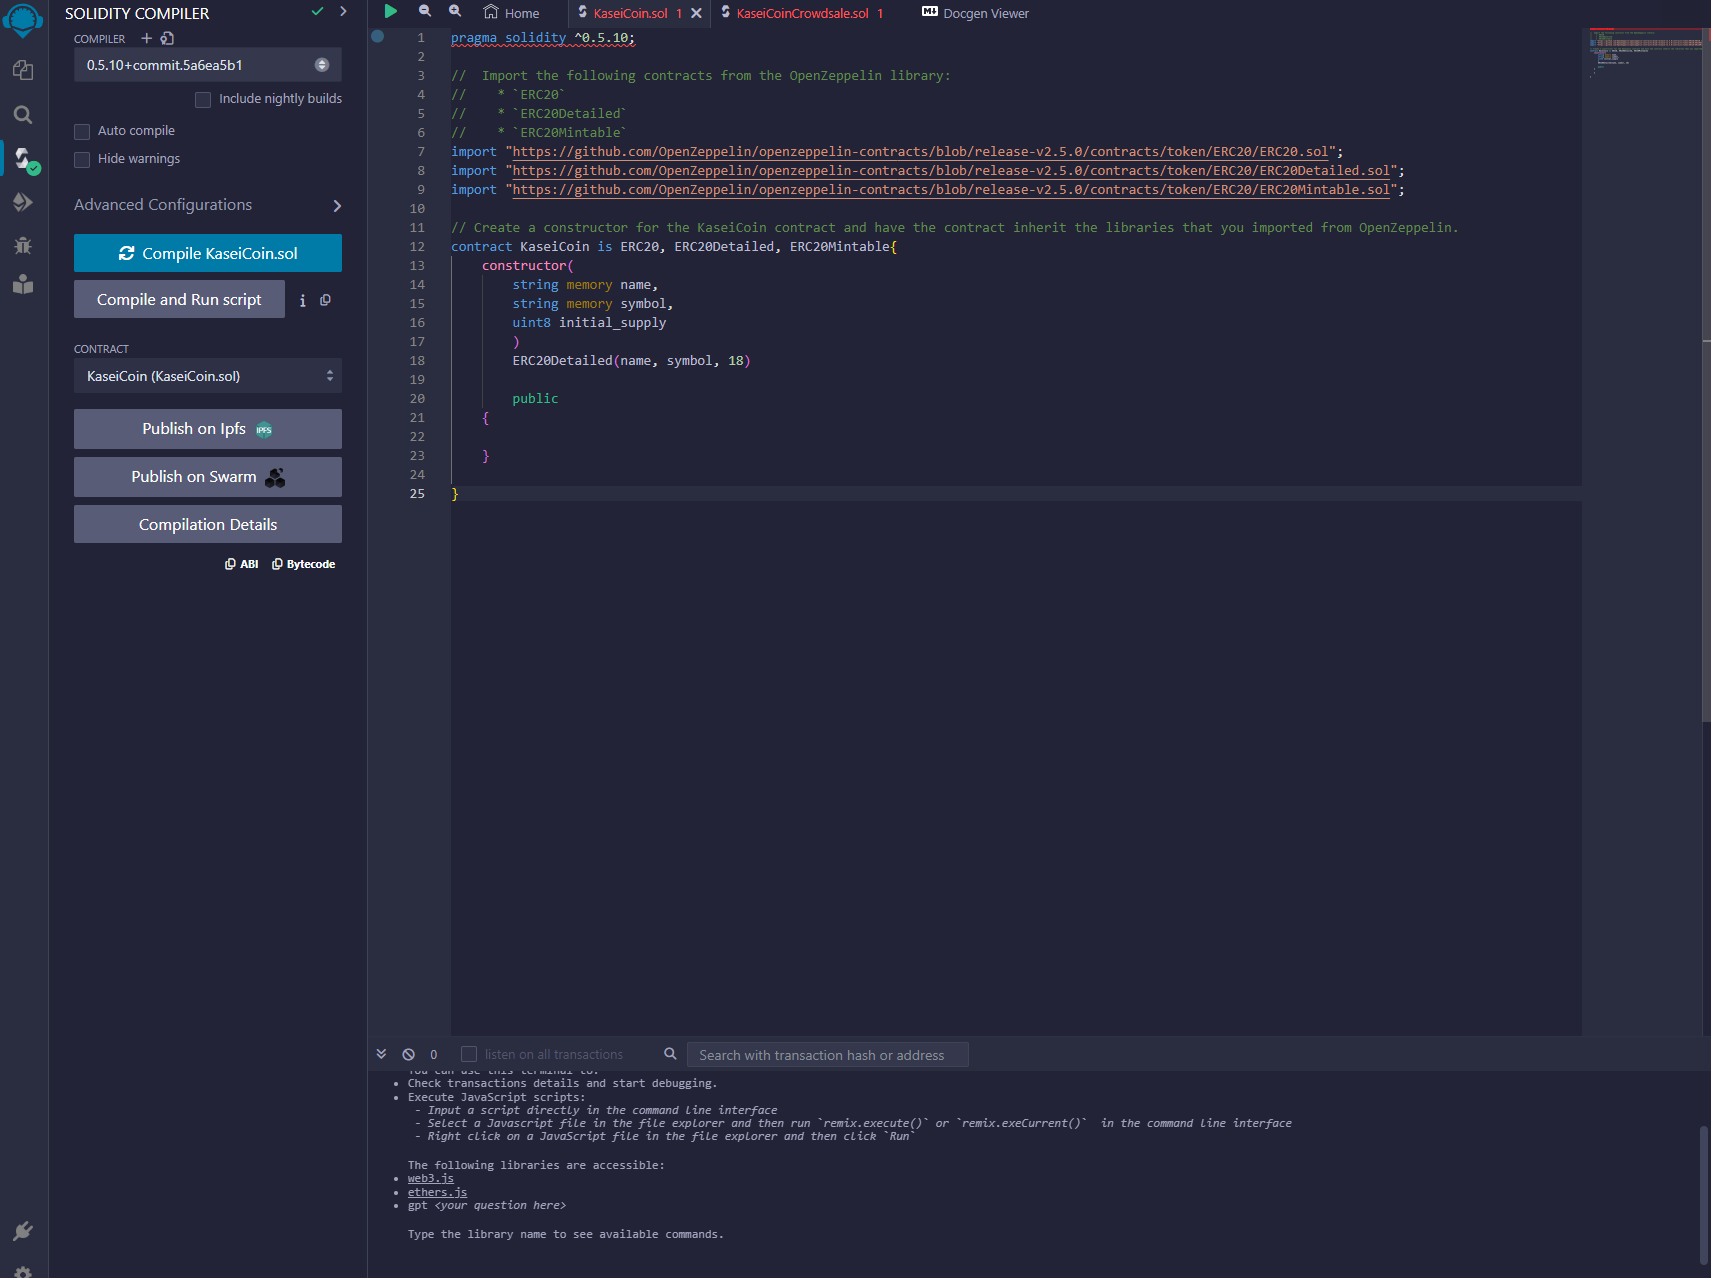 SOLIDITY COMPILER
COMPILER
0.5.10+commit.5a6ea5b1
Include nightly builds
Auto compile
Hide warnings
Advanced Configurations
Compile KaseiCoin.sol
Compile and Run script
CONTRACT
KaseiCoin (KaseiCoin.sol)
Publish on Ipfs IPFS
Publish on Swarm
Compilation Details
ABI Bytecode
Home KaseiCoin.sol 1 KaseiCoinCrowdsale.sol 1 Docgen Viewer
1 pragma solidity ^0.5.10;
2
3 //  Import the following contracts from the OpenZeppelin library:
4 //    * `ERC20`
5 //    * `ERC20Detailed`
6 //    * `ERC20Mintable`
7 import "https://github.com/OpenZeppelin/openzeppelin-contracts/blob/release-v2.5.0/contracts/token/ERC20/ERC20.sol";
8 import "https://github.com/OpenZeppelin/openzeppelin-contracts/blob/release-v2.5.0/contracts/token/ERC20/ERC20Detailed.sol";
9 import "https://github.com/OpenZeppelin/openzeppelin-contracts/blob/release-v2.5.0/contracts/token/ERC20/ERC20Mintable.sol";
10
11 // Create a constructor for the KaseiCoin contract and have the contract inherit the libraries that you imported from OpenZeppelin.
12 contract KaseiCoin is ERC20, ERC20Detailed, ERC20Mintable{
13     constructor(
14         string memory name,
15         string memory symbol,
16         uint8 initial_supply
17         )
18         ERC20Detailed(name, symbol, 18)
19
20         public
21     {
22
23     }
24
25 }
0 listen on all transactions Search with transaction hash or address
You can use this terminal to:
• Check transactions details and start debugging.
• Execute JavaScript scripts:
- Input a script directly in the command line interface
- Select a Javascript file in the file explorer and then run `remix.execute()` or `remix.exeCurrent()`  in the command line interface
- Right click on a JavaScript file in the file explorer and then click `Run`
The following libraries are accessible:
• web3.js
• ethers.js
• gpt <your question here>
Type the library name to see available commands.